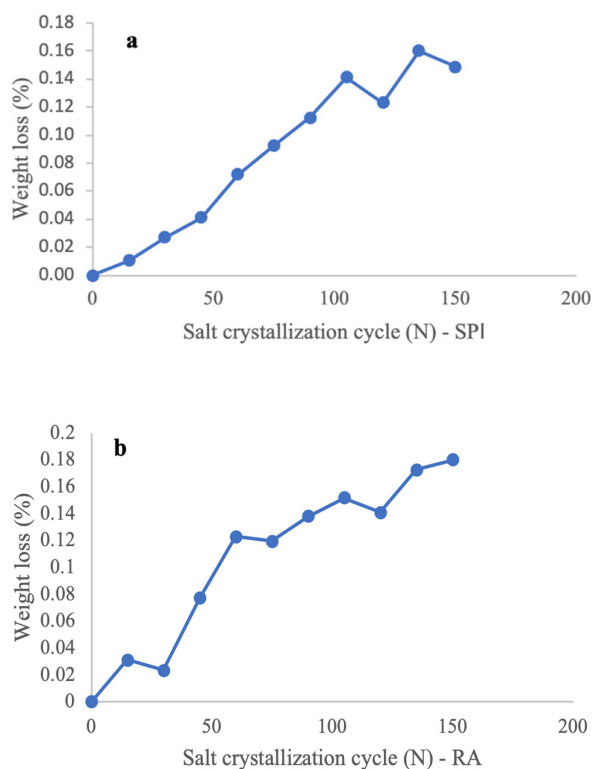 a
Weight loss (%)
0.18
0.16
0.14
0.12
0.10
0.08
0.06
0.04
0.02
0.00
0 50 100 150 200
Salt crystallization cycle (N) - SPI
b
Weight loss (%)
0.2
0.18
0.16
0.14
0.12
0.1
0.08
0.06
0.04
0.02
0
0 50 100 150 200
Salt crystallization cycle (N) - RA